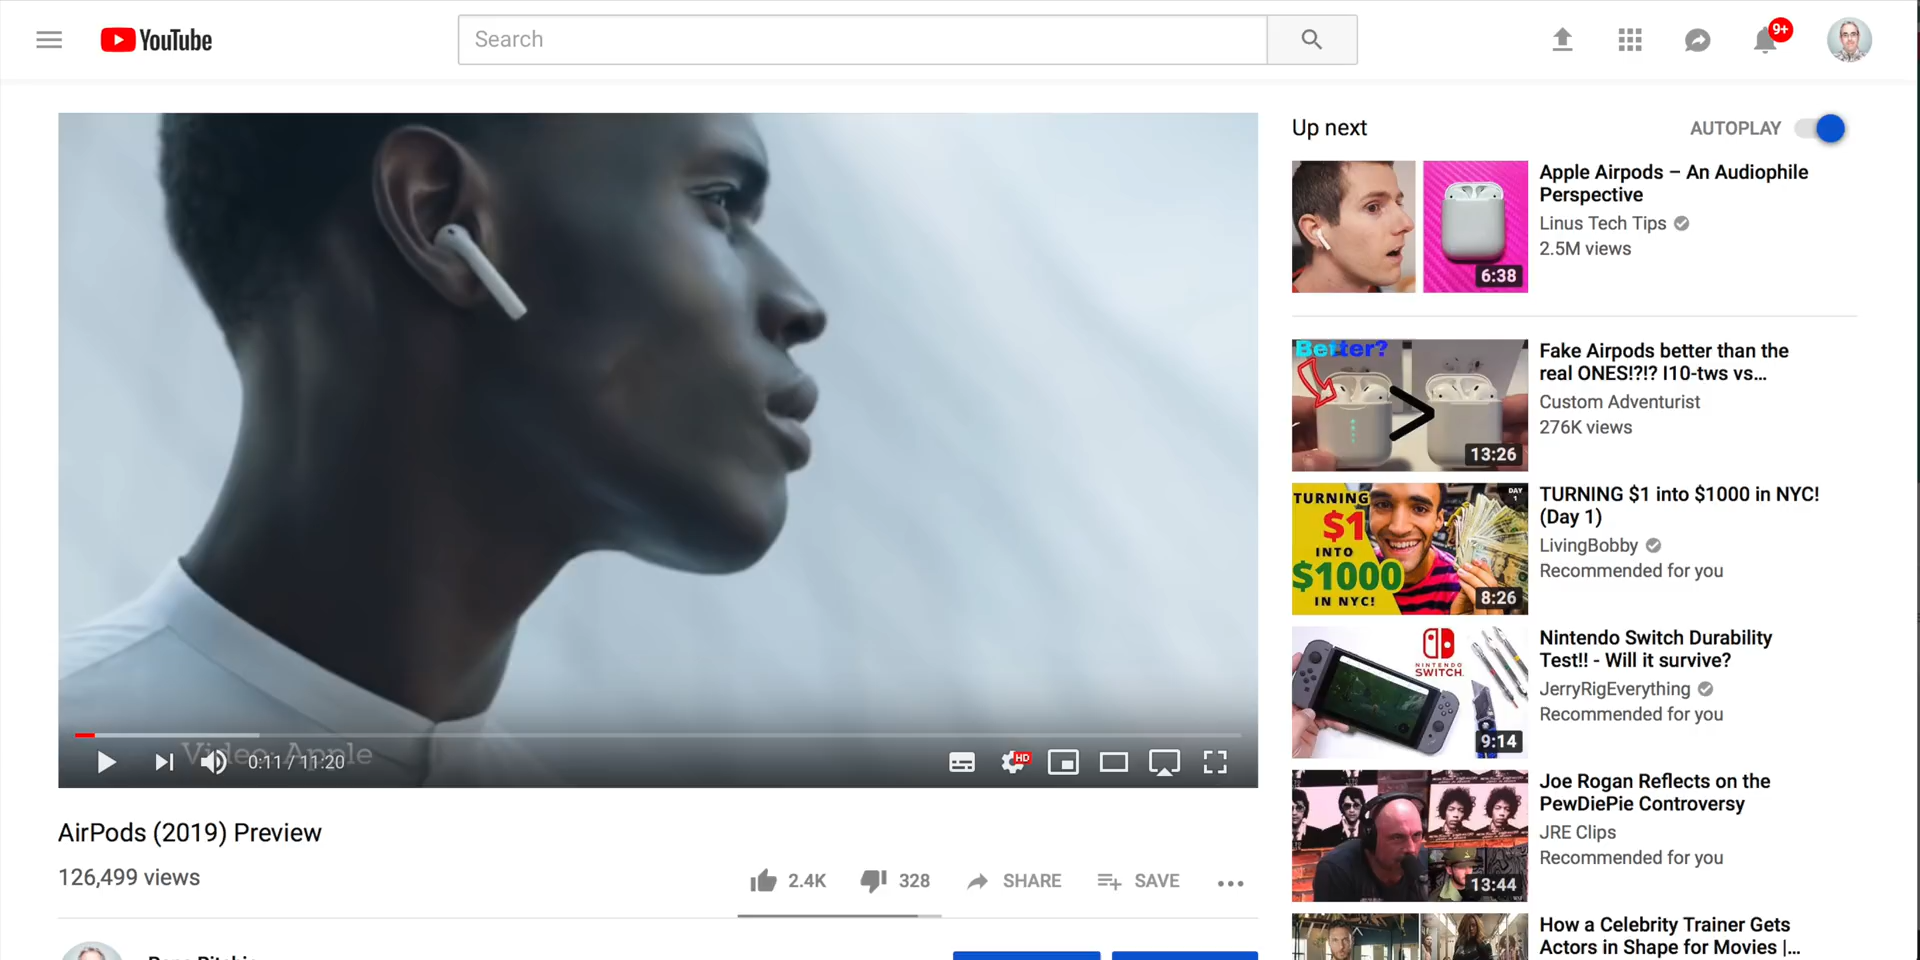 YouTube
Search
9+
Up next
AUTOPLAY
Apple Airpods – An Audiophile
Perspective
Linus Tech Tips
2.5M views
6:38
Better?
>
13:26
Fake Airpods better than the
real ONES!?!? I10-tws vs...
Custom Adventurist
276K views
TURNING
$1
INTO
$1000
IN NYC!
DAY
1
8:26
TURNING $1 into $1000 in NYC!
(Day 1)
LivingBobby
Recommended for you
NINTENDO
SWITCH
9:14
Nintendo Switch Durability
Test!! - Will it survive?
JerryRigEverything
Recommended for you
13:44
Joe Rogan Reflects on the
PewDiePie Controversy
JRE Clips
Recommended for you
How a Celebrity Trainer Gets
Actors in Shape for Movies |...
Video: Apple
0:11 / 11:20
HD
AirPods (2019) Preview
126,499 views
2.4K
328
SHARE
SAVE